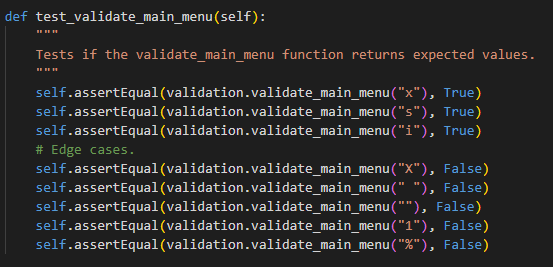 def test_validate_main_menu(self):
    """
    Tests if the validate_main_menu function returns expected values.
    """
    self.assertEqual(validation.validate_main_menu("x"), True)
    self.assertEqual(validation.validate_main_menu("s"), True)
    self.assertEqual(validation.validate_main_menu("i"), True)
    # Edge cases.
    self.assertEqual(validation.validate_main_menu("X"), False)
    self.assertEqual(validation.validate_main_menu(" "), False)
    self.assertEqual(validation.validate_main_menu(""), False)
    self.assertEqual(validation.validate_main_menu("1"), False)
    self.assertEqual(validation.validate_main_menu("%"), False)